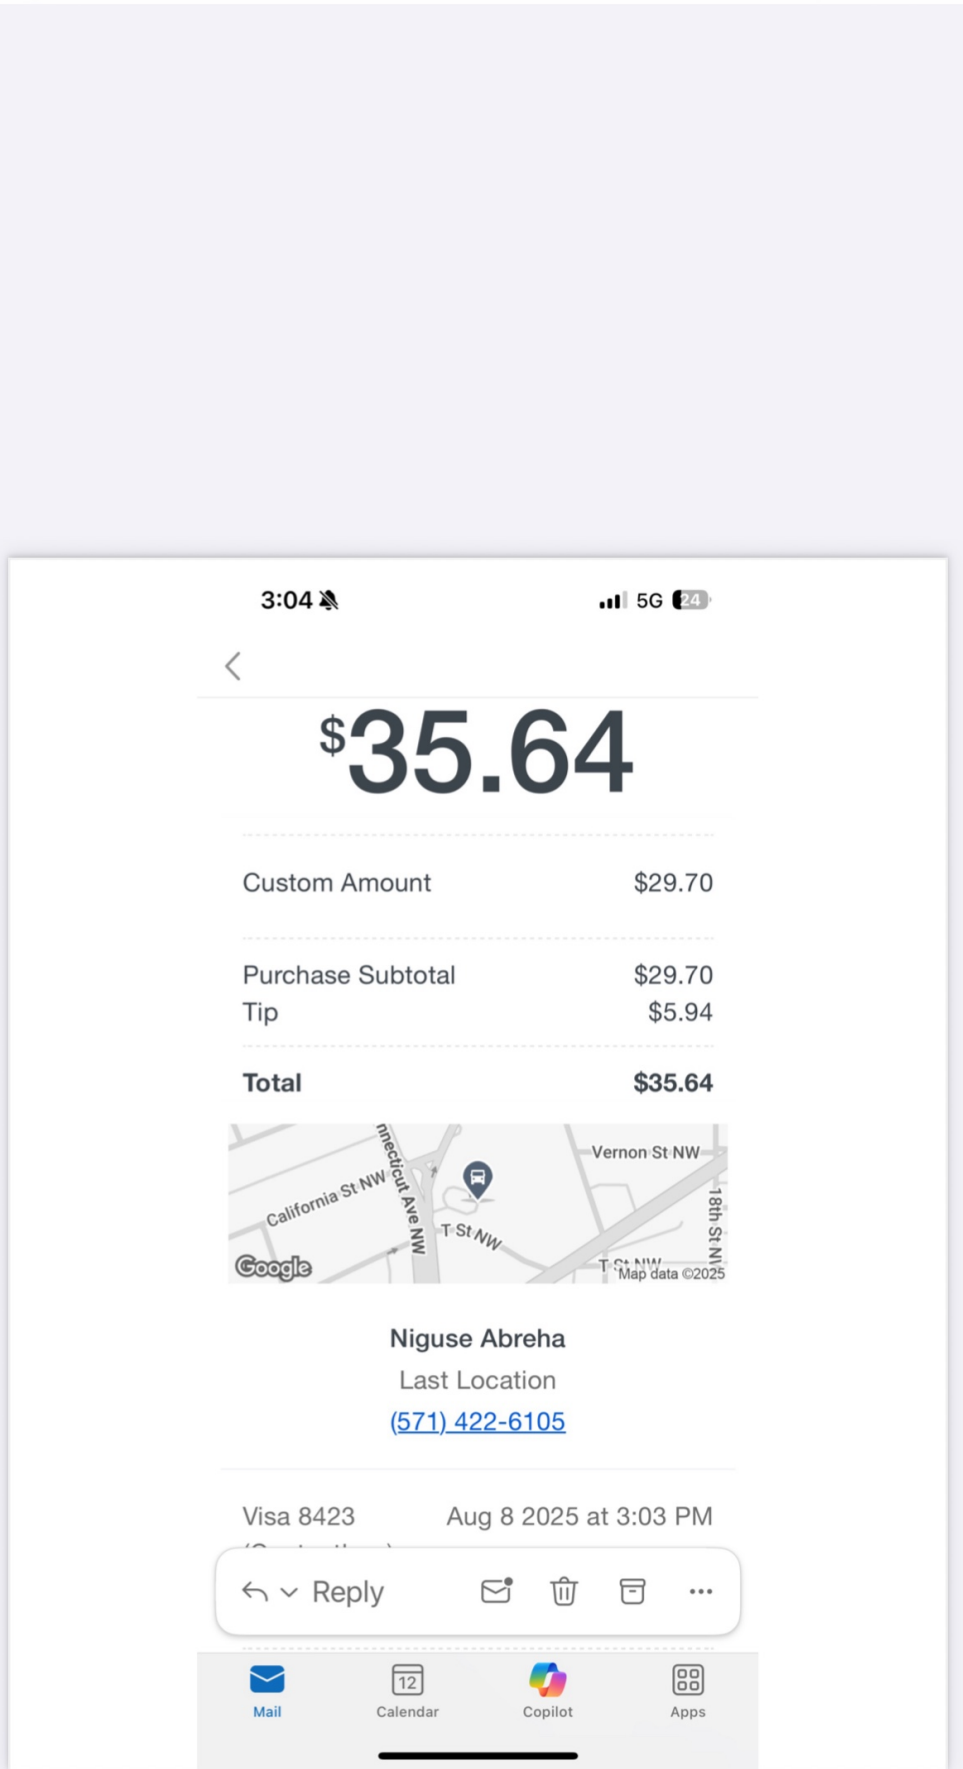 3:04 5G 24
$35.64
Custom Amount $29.70
Purchase Subtotal $29.70
Tip $5.94
Total $35.64
nnecticut Ave NW
Vernon St NW
California St NW
18th St N
T St NW
T St NW
Google
Map data ©2025
Niguse Abreha
Last Location
(571) 422-6105
Visa 8423 Aug 8 2025 at 3:03 PM
Reply
12
Mail Calendar Copilot Apps